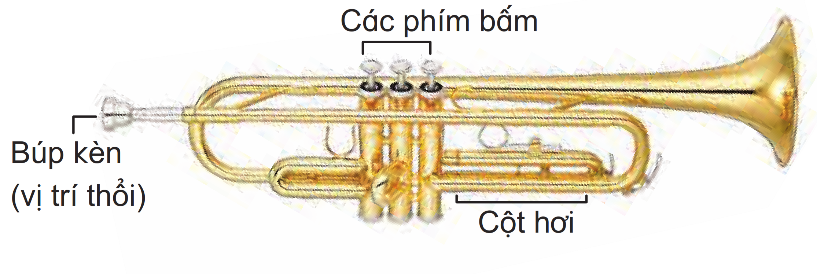 Các phím bấm
Búp kèn
(vị trí thổi)
Cột hơi